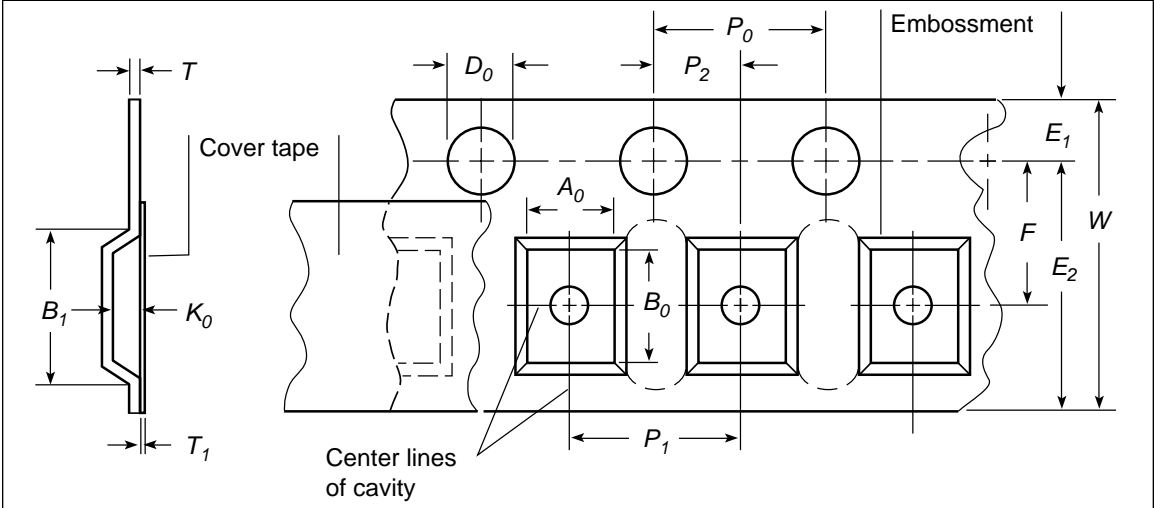 P0
Embossment
T
D0
P2
Cover tape
E1
A0
F
W
E2
B1
K0
B0
T1
P1
Center lines
of cavity